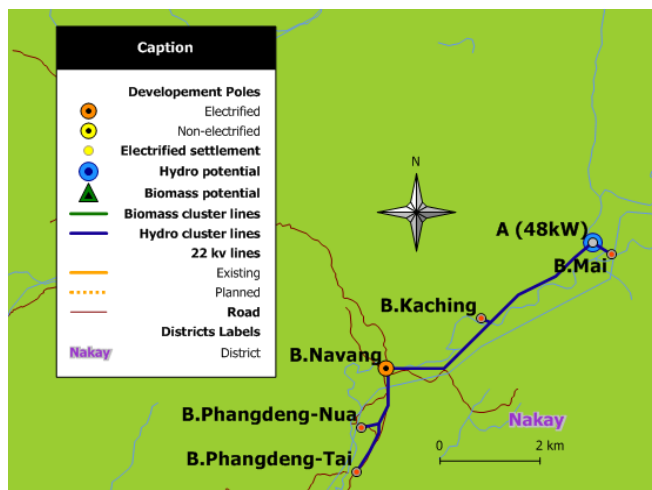 Caption
Developement Poles
Electrified
Non-electrified
Electrified settlement
Hydro potential
Biomass potential
Biomass cluster lines
Hydro cluster lines
22 kv lines
Existing
Planned
Road
Districts Labels
Nakay District
N
A (48kW)
B.Mai
B.Kaching
B.Navang
B.Phangdeng-Nua
Nakay
B.Phangdeng-Tai
0 2 km